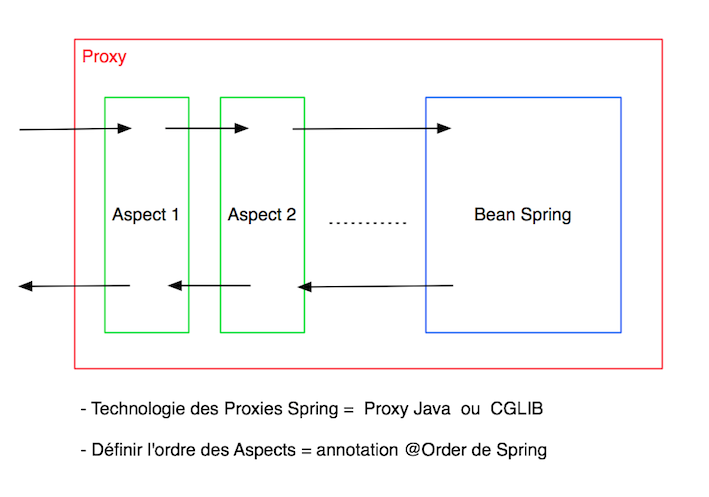 Proxy
Aspect 1
Aspect 2
Bean Spring
- Technologie des Proxies Spring = Proxy Java ou CGLIB
- Définir l'ordre des Aspects = annotation @Order de Spring